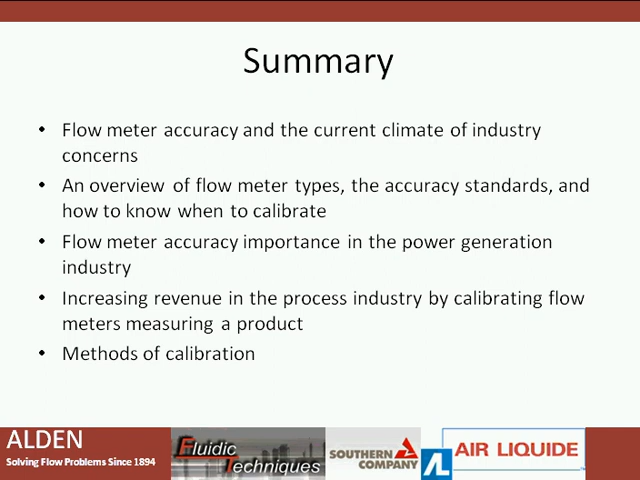 Summary
• Flow meter accuracy and the current climate of industry
concerns
• An overview of flow meter types, the accuracy standards, and
how to know when to calibrate
• Flow meter accuracy importance in the power generation
industry
• Increasing revenue in the process industry by calibrating flow
meters measuring a product
• Methods of calibration
ALDEN
Solving Flow Problems Since 1894
Fluidic
Techniques
SOUTHERN
COMPANY
AL
AIR LIQUIDE